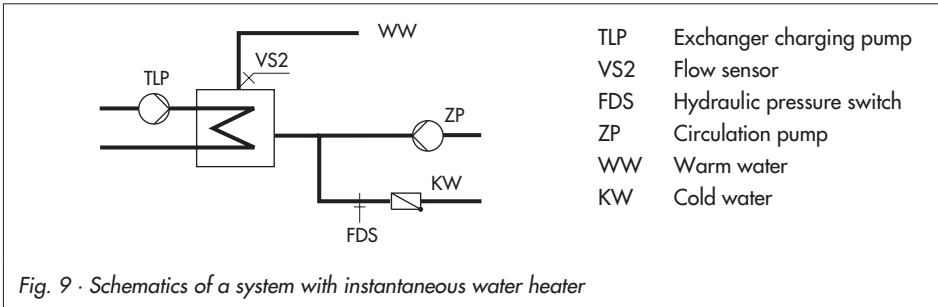 WW
VS2
TLP
ZP
KW
FDS
TLP Exchanger charging pump
VS2 Flow sensor
FDS Hydraulic pressure switch
ZP Circulation pump
WW Warm water
KW Cold water
Fig. 9 · Schematics of a system with instantaneous water heater